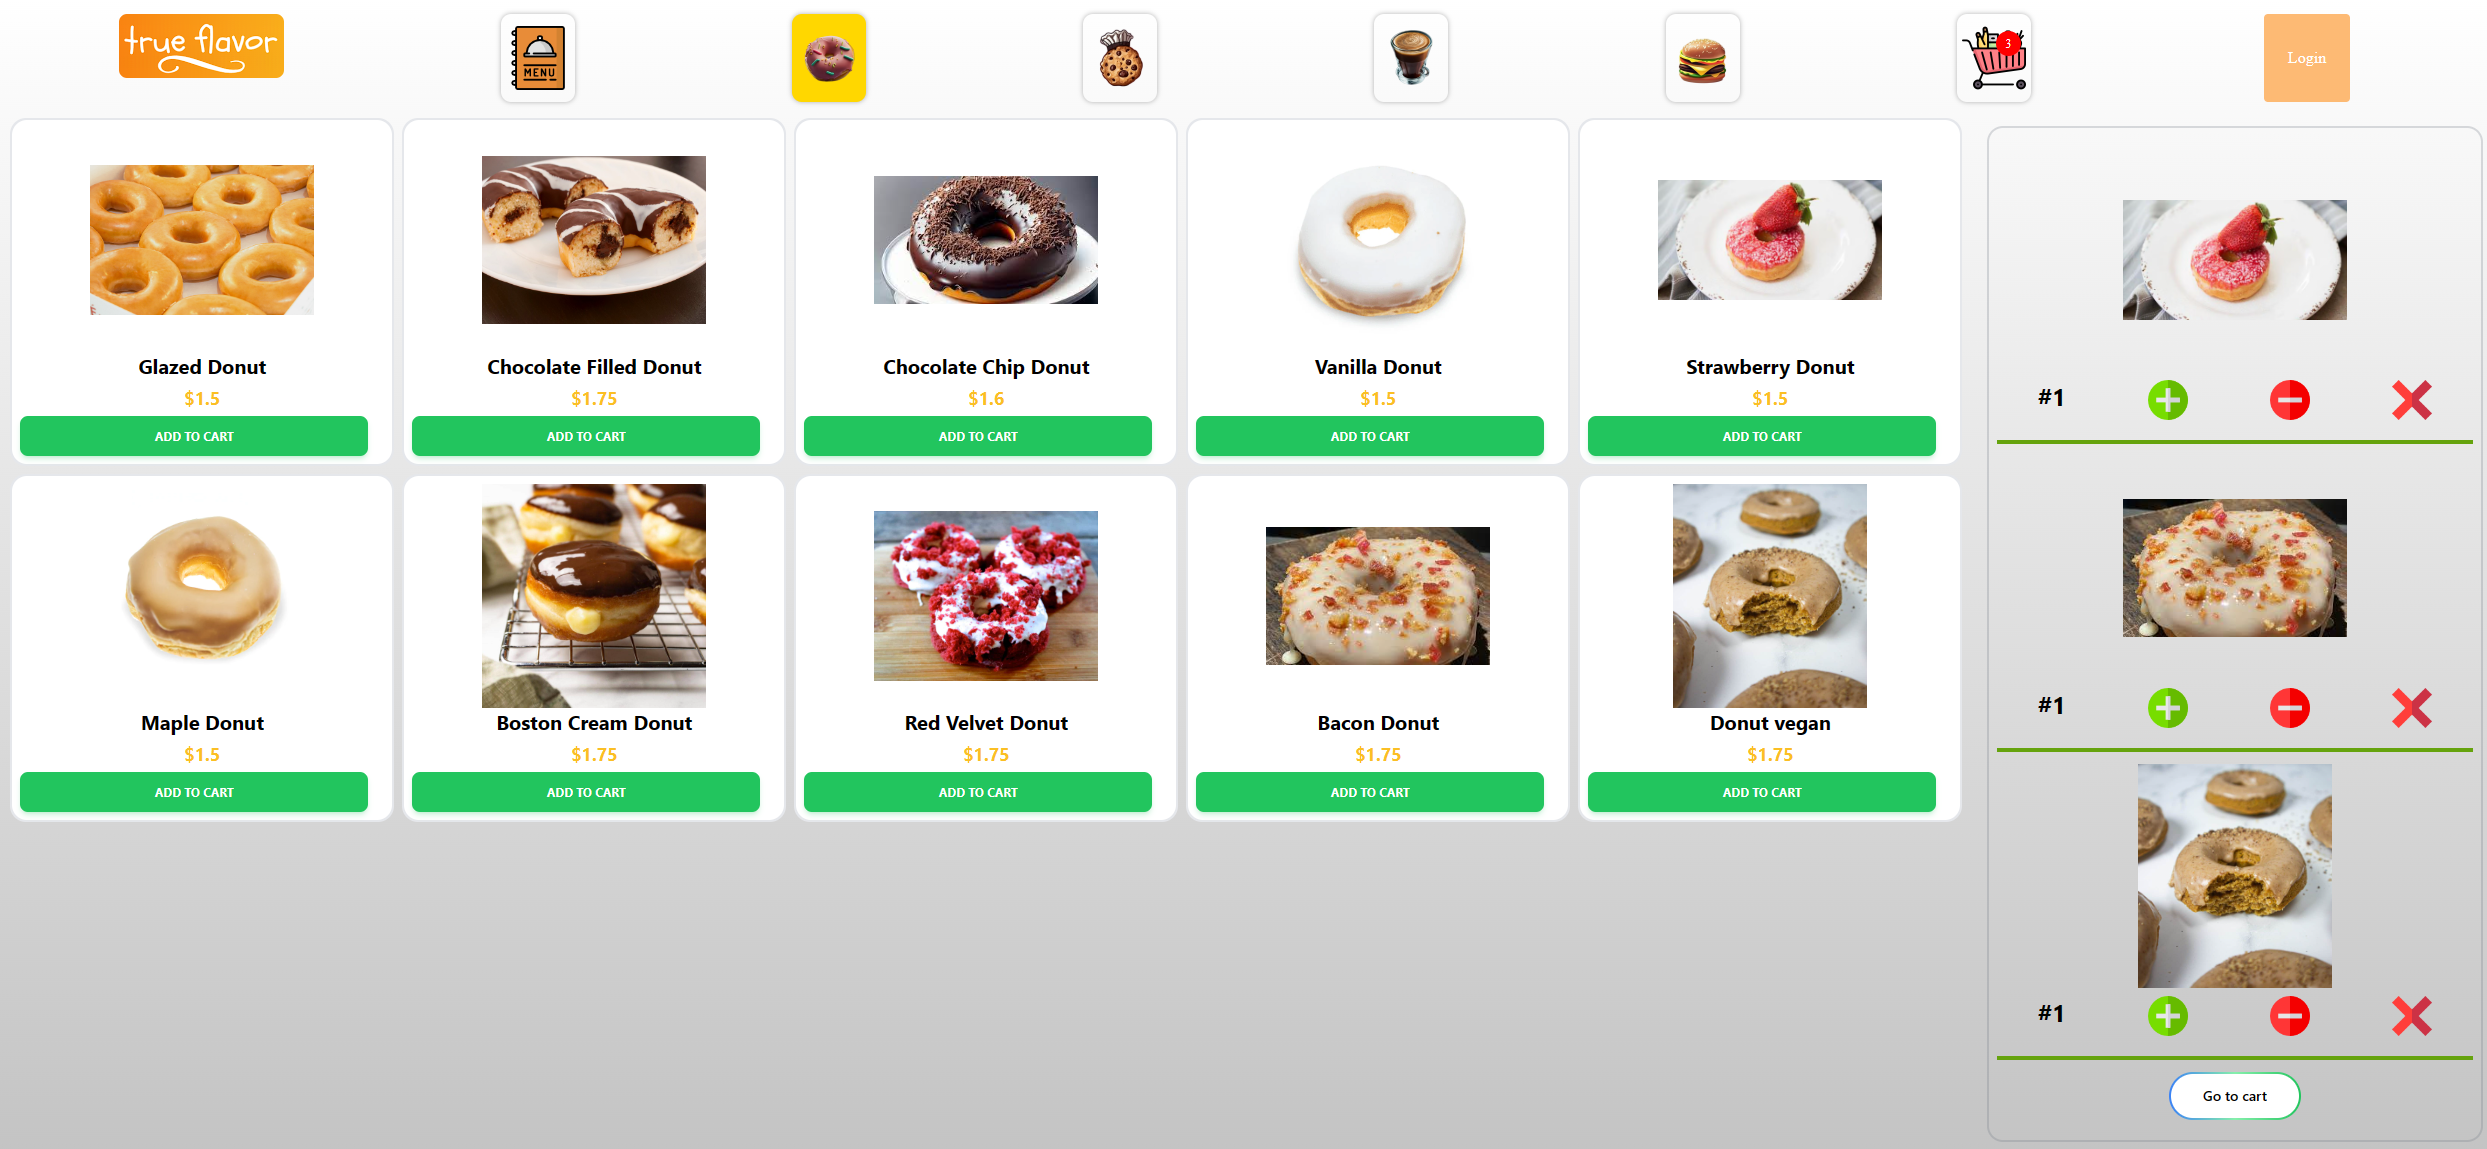 true flavor
MENU
3
Login
Glazed Donut
$1.5
ADD TO CART
Chocolate Filled Donut
$1.75
ADD TO CART
Chocolate Chip Donut
$1.6
ADD TO CART
Vanilla Donut
$1.5
ADD TO CART
Strawberry Donut
$1.5
ADD TO CART
Maple Donut
$1.5
ADD TO CART
Boston Cream Donut
$1.75
ADD TO CART
Red Velvet Donut
$1.75
ADD TO CART
Bacon Donut
$1.75
ADD TO CART
Donut vegan
$1.75
ADD TO CART
#1
#1
#1
Go to cart